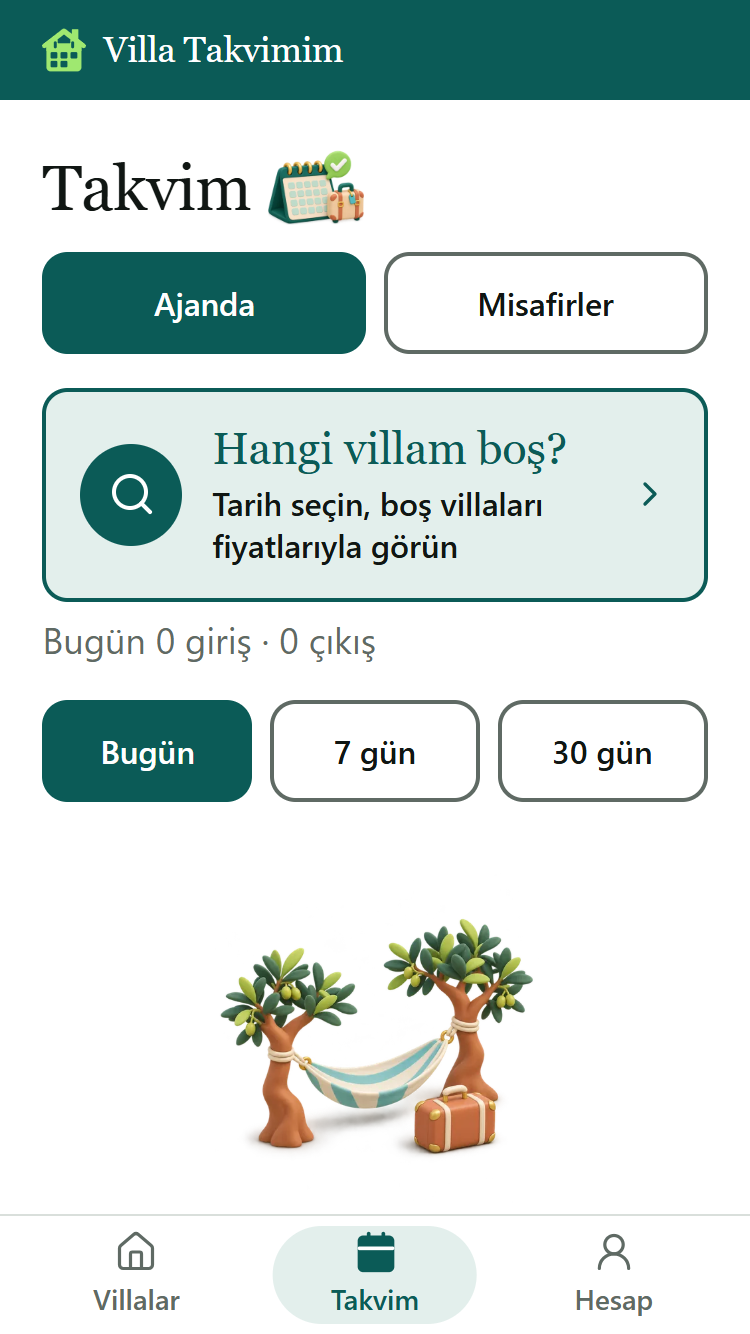 Villa Takvimim
Takvim
Ajanda
Misafirler
Hangi villam boş?
Tarih seçin, boş villaları
fiyatlarıyla görün
Bugün 0 giriş · 0 çıkış
Bugün
7 gün
30 gün
Villalar
Takvim
Hesap